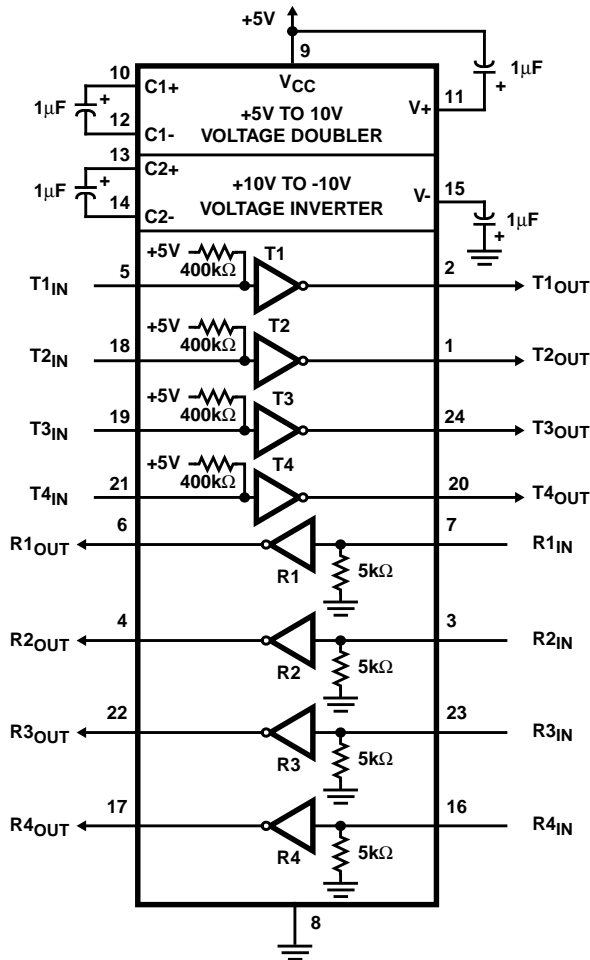 +5V
9
10
C1+
VCC
1µF
+
1µF
+
+5V TO 10V
VOLTAGE DOUBLER
V+
11
12
C1-
13
C2+
1µF
+
+10V TO -10V
VOLTAGE INVERTER
V-
15
14
C2-
1µF
+
+5V
400kΩ
T1
T1IN
5
2
T1OUT
+5V
400kΩ
T2
T2IN
18
1
T2OUT
+5V
400kΩ
T3
T3IN
19
24
T3OUT
+5V
400kΩ
T4
T4IN
21
20
T4OUT
R1OUT
6
7
R1IN
R1
5kΩ
R2OUT
4
3
R2IN
R2
5kΩ
R3OUT
22
23
R3IN
R3
5kΩ
R4OUT
17
16
R4IN
R4
5kΩ
8